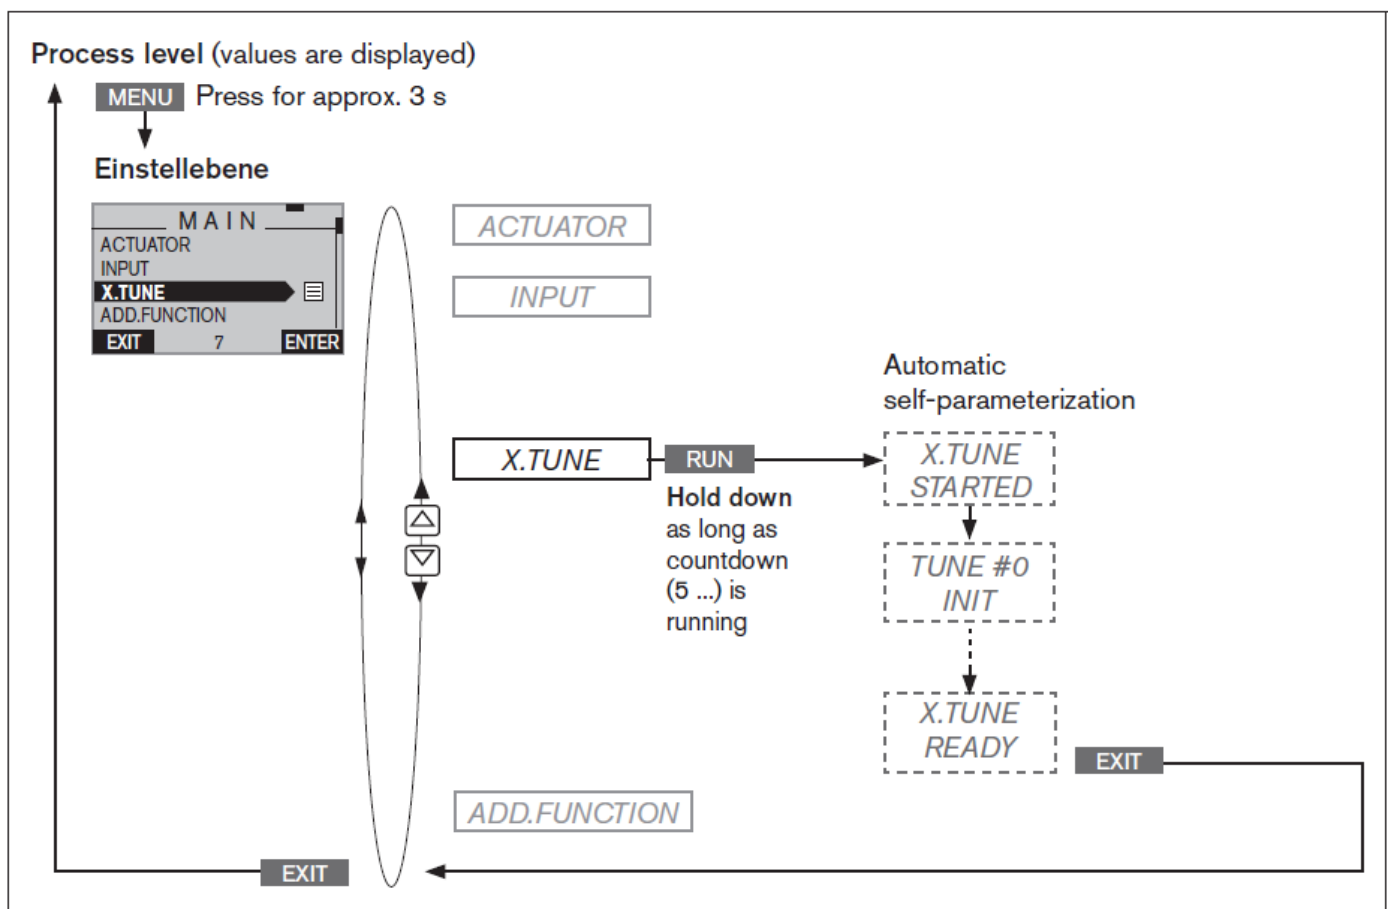 Process level (values are displayed)
MENU Press for approx. 3 s
Einstellebene
MAIN
ACTUATOR
INPUT
X.TUNE
ADD.FUNCTION
EXIT 7 ENTER
ACTUATOR
INPUT
X.TUNE
RUN
Hold down
as long as
countdown
(5 ...) is
running
Automatic
self-parameterization
X.TUNE
STARTED
TUNE #0
INIT
X.TUNE
READY
EXIT
ADD.FUNCTION
EXIT